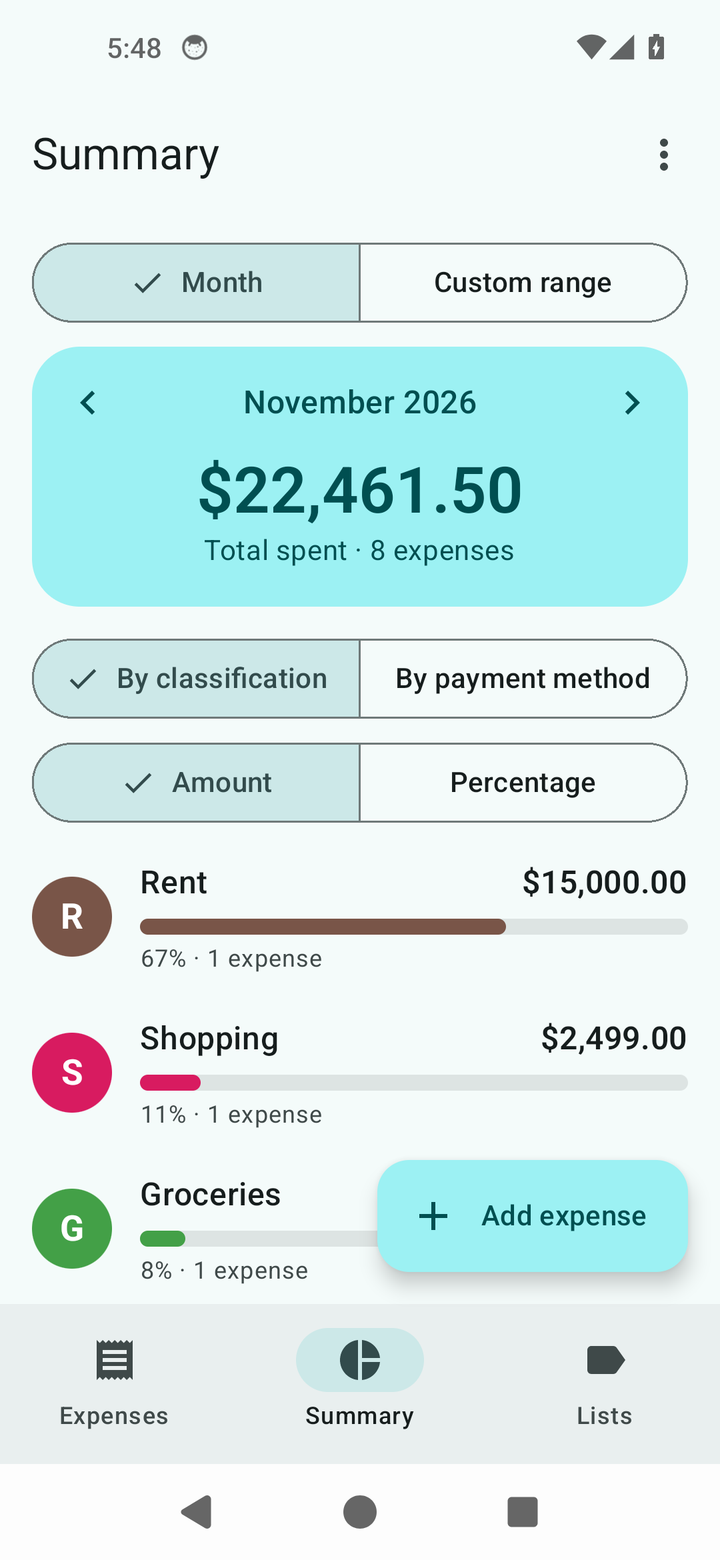 5:48
Summary
Month
Custom range
November 2026
$22,461.50
Total spent · 8 expenses
By classification
By payment method
Amount
Percentage
R
Rent
$15,000.00
67% · 1 expense
S
Shopping
$2,499.00
11% · 1 expense
G
Groceries
8% · 1 expense
Add expense
Expenses
Summary
Lists